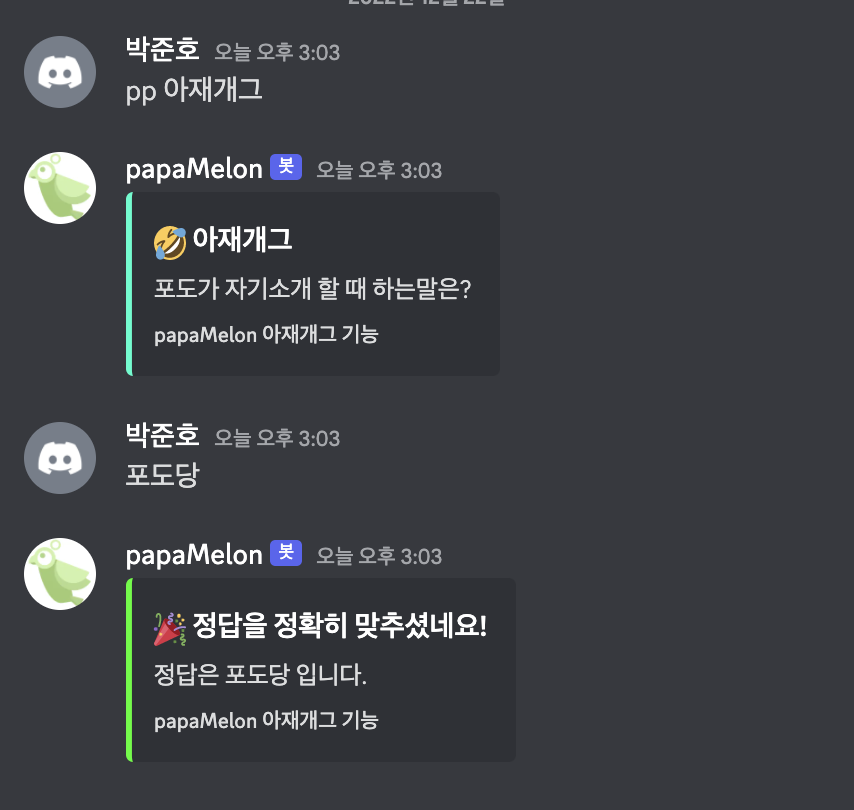 박준호 오늘 오후 3:03
pp 아재개그
papaMelon 봇 오늘 오후 3:03
🤣 아재개그
포도가 자기소개 할 때 하는말은?
papaMelon 아재개그 기능
박준호 오늘 오후 3:03
포도당
papaMelon 봇 오늘 오후 3:03
🎉 정답을 정확히 맞추셨네요!
정답은 포도당 입니다.
papaMelon 아재개그 기능